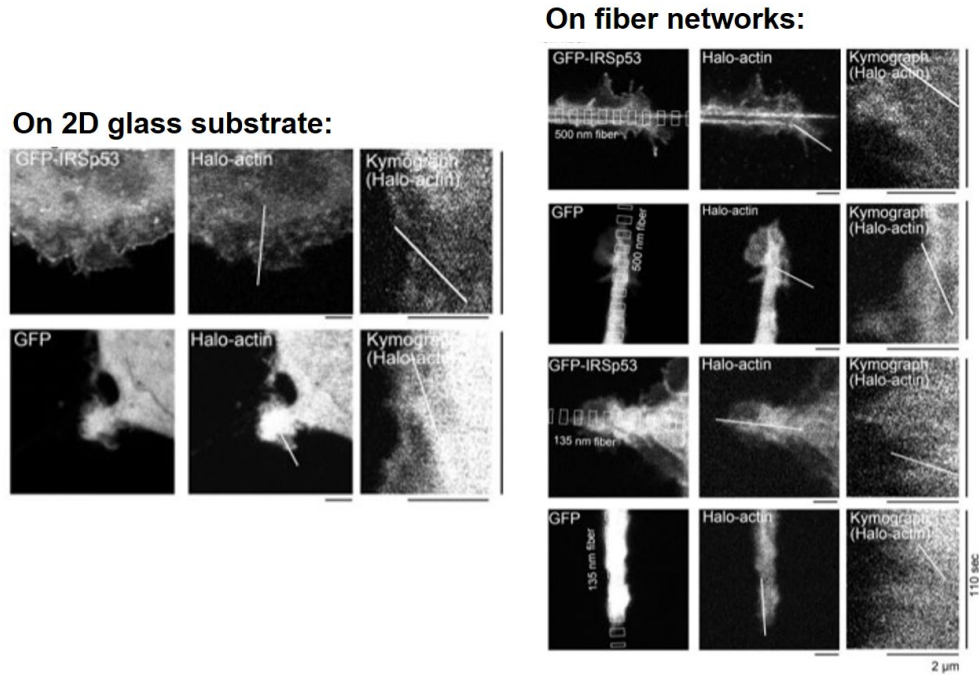 On 2D glass substrate:
GFP-IRSp53
Halo-actin
Kymograph
(Halo-actin)
GFP
Halo-actin
Kymograph
(Halo-actin)
On fiber networks:
GFP-IRSp53
500 nm fiber
Halo-actin
Kymograph
(Halo-actin)
GFP
500 nm fiber
Halo-actin
Kymograph
(Halo-actin)
GFP-IRSp53
135 nm fiber
Halo-actin
Kymograph
(Halo-actin)
GFP
135 nm fiber
Halo-actin
Kymograph
(Halo-actin)
110 sec
2 µm